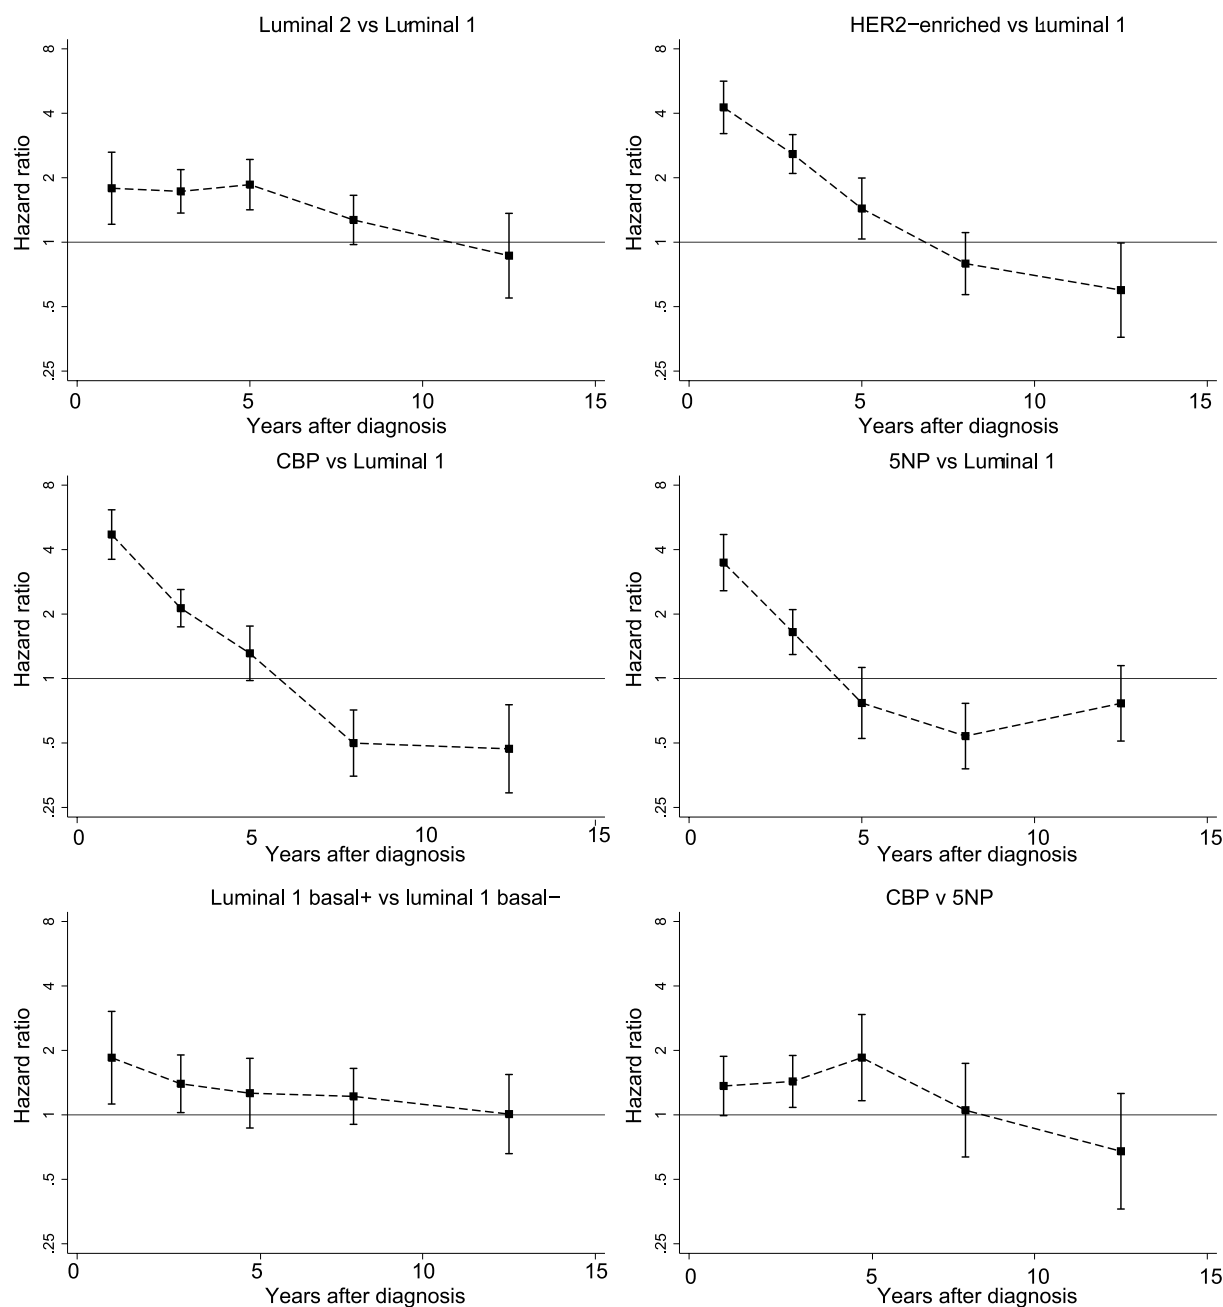 Luminal 2 vs Luminal 1
Hazard ratio
8
4
2
1
.5
.25
0 5 10 15
Years after diagnosis
HER2−enriched vs Luminal 1
Hazard ratio
8
4
2
1
.5
.25
0 5 10 15
Years after diagnosis
CBP vs Luminal 1
Hazard ratio
8
4
2
1
.5
.25
0 5 10 15
Years after diagnosis
5NP vs Luminal 1
Hazard ratio
8
4
2
1
.5
.25
0 5 10 15
Years after diagnosis
Luminal 1 basal+ vs luminal 1 basal−
Hazard ratio
8
4
2
1
.5
.25
0 5 10 15
Years after diagnosis
CBP v 5NP
Hazard ratio
8
4
2
1
.5
.25
0 5 10 15
Years after diagnosis